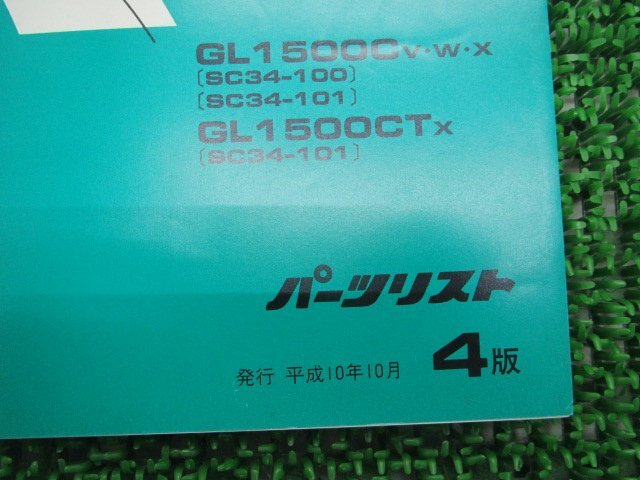 GL1500CV・W・X
〔SC34-100〕
〔SC34-101〕
GL1500CTX
〔SC34-101〕
パーツリスト
発行 平成10年10月 4版